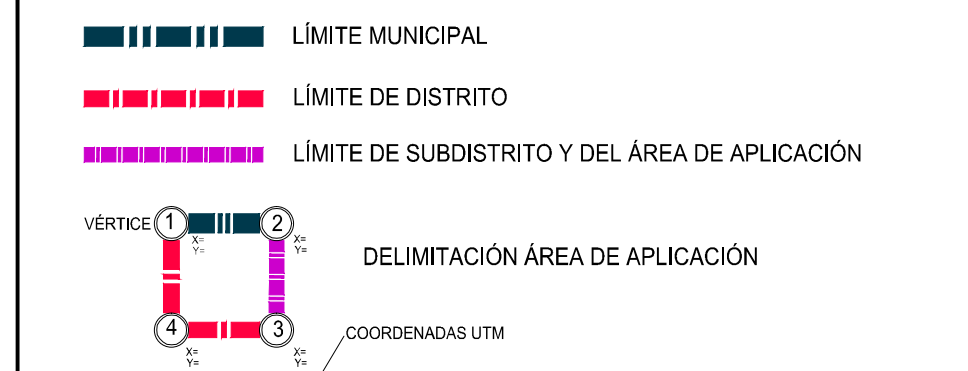 LÍMITE MUNICIPAL
LÍMITE DE DISTRITO
LÍMITE DE SUBDISTRITO Y DEL ÁREA DE APLICACIÓN
VÉRTICE 1 2
X= X=
Y= Y=
DELIMITACIÓN ÁREA DE APLICACIÓN
4 3
COORDENADAS UTM
X= X=
Y= Y=